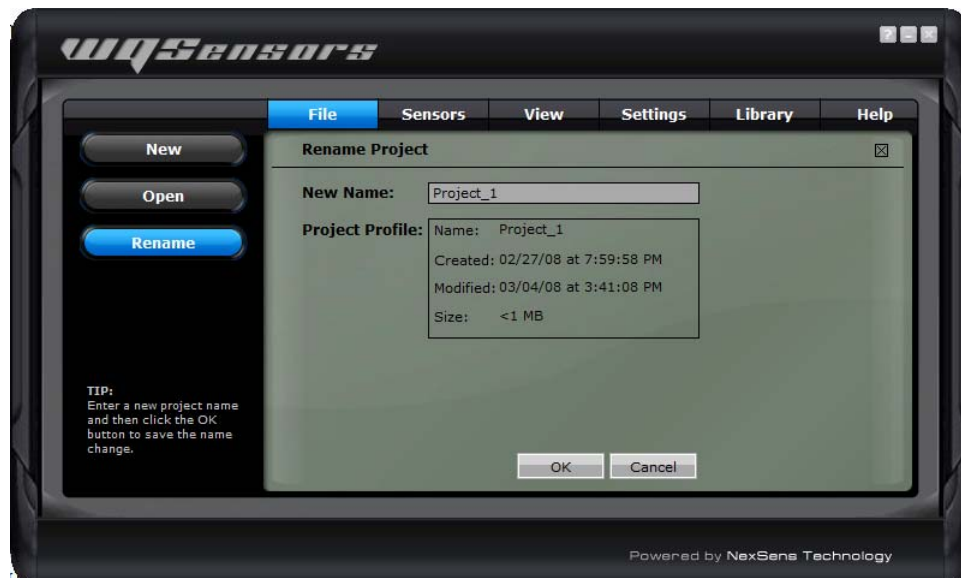 WQSensors
? - x
File Sensors View Settings Library Help
New
Open
Rename
Rename Project
New Name: Project_1
Project Profile:
Name: Project_1
Created: 02/27/08 at 7:59:58 PM
Modified: 03/04/08 at 3:41:08 PM
Size: <1 MB
TIP:
Enter a new project name
and then click the OK
button to save the name
change.
OK Cancel
Powered by NexSens Technology